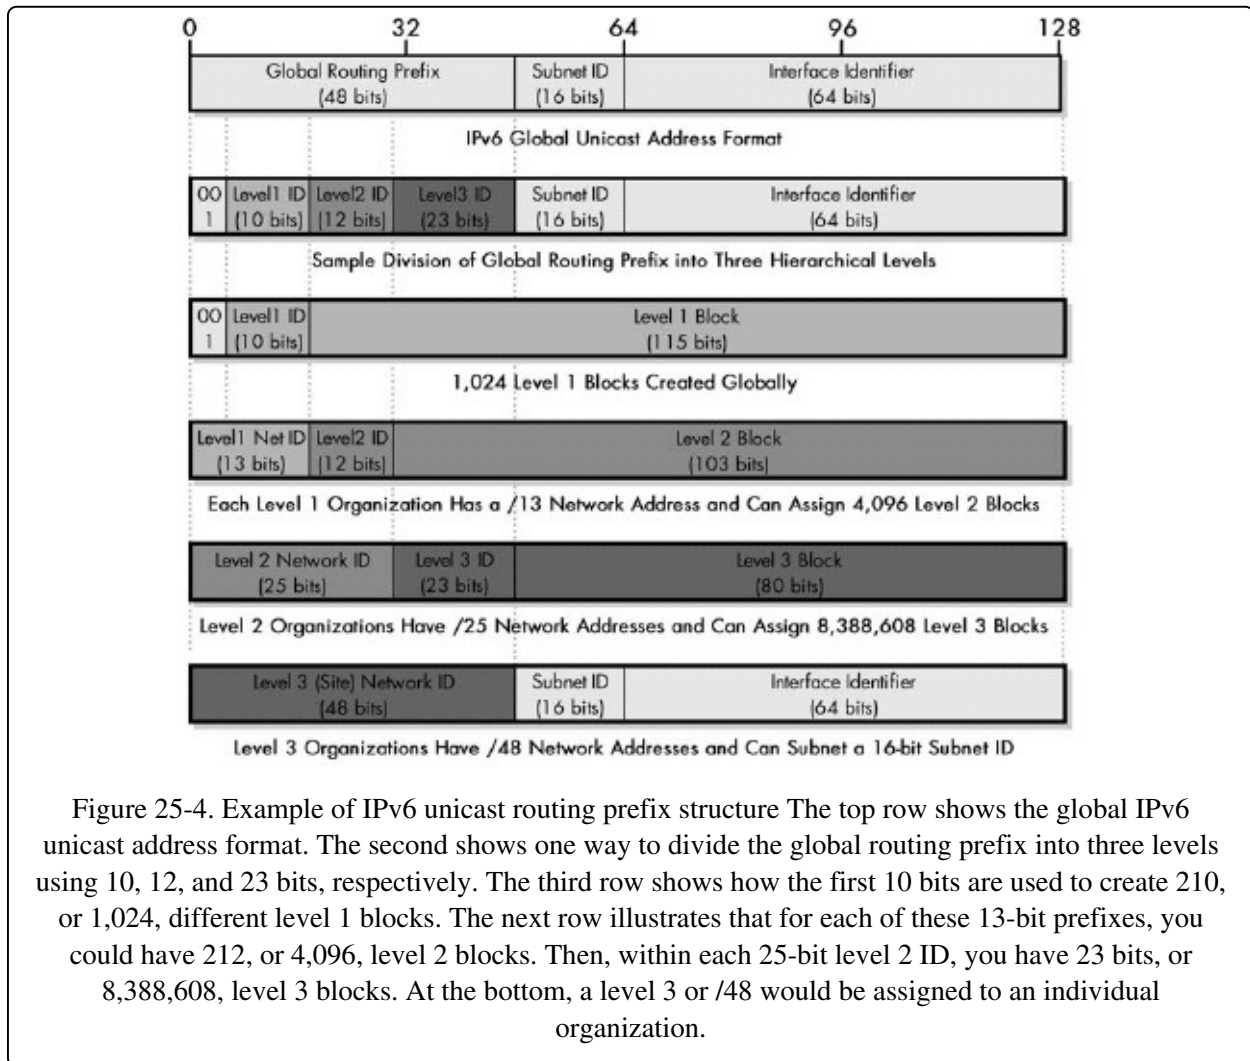 0 32 64 96 128
Global Routing Prefix Subnet ID Interface Identifier
(48 bits) (16 bits) (64 bits)
IPv6 Global Unicast Address Format
00 Level1 ID Level2 ID Level3 ID Subnet ID Interface Identifier
1 (10 bits) (12 bits) (23 bits) (16 bits) (64 bits)
Sample Division of Global Routing Prefix into Three Hierarchical Levels
00 Level1 ID Level 1 Block
1 (10 bits) (115 bits)
1,024 Level 1 Blocks Created Globally
Level1 Net ID Level2 ID Level 2 Block
(13 bits) (12 bits) (103 bits)
Each Level 1 Organization Has a /13 Network Address and Can Assign 4,096 Level 2 Blocks
Level 2 Network ID Level 3 ID Level 3 Block
(25 bits) (23 bits) (80 bits)
Level 2 Organizations Have /25 Network Addresses and Can Assign 8,388,608 Level 3 Blocks
Level 3 (Site) Network ID Subnet ID Interface Identifier
(48 bits) (16 bits) (64 bits)
Level 3 Organizations Have /48 Network Addresses and Can Subnet a 16-bit Subnet ID
Figure 25-4. Example of IPv6 unicast routing prefix structure The top row shows the global IPv6
unicast address format. The second shows one way to divide the global routing prefix into three levels
using 10, 12, and 23 bits, respectively. The third row shows how the first 10 bits are used to create 210,
or 1,024, different level 1 blocks. The next row illustrates that for each of these 13-bit prefixes, you
could have 212, or 4,096, level 2 blocks. Then, within each 25-bit level 2 ID, you have 23 bits, or
8,388,608, level 3 blocks. At the bottom, a level 3 or /48 would be assigned to an individual
organization.